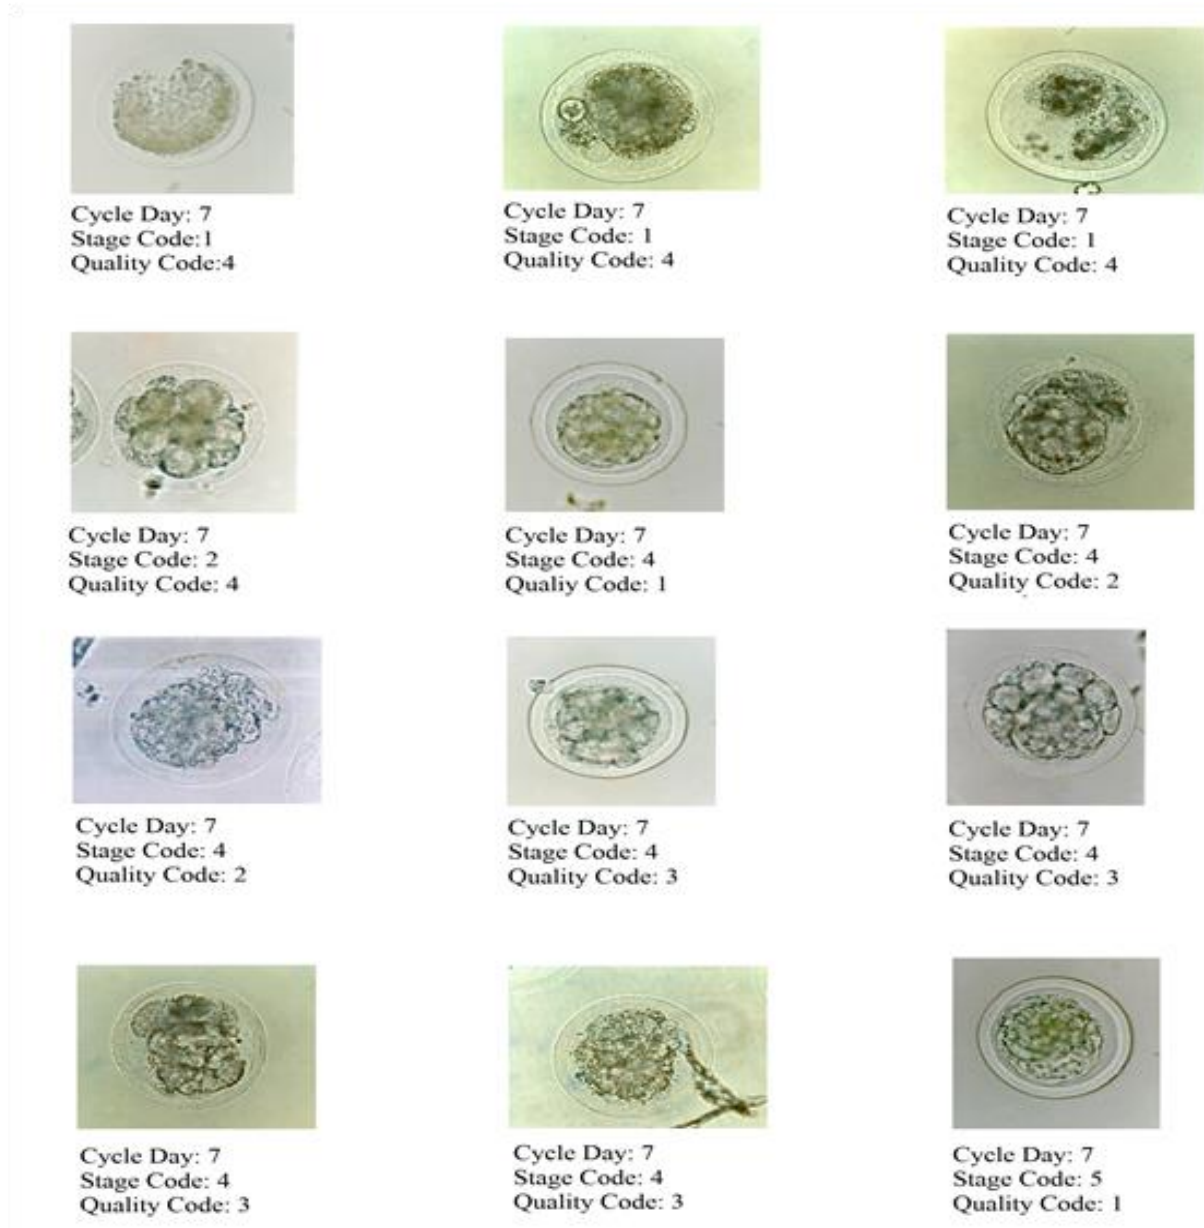 Cycle Day: 7
Stage Code:1
Quality Code:4
Cycle Day: 7
Stage Code: 1
Quality Code: 4
Cycle Day: 7
Stage Code: 1
Quality Code: 4
Cycle Day: 7
Stage Code: 2
Quality Code: 4
Cycle Day: 7
Stage Code: 4
Qualiy Code: 1
Cycle Day: 7
Stage Code: 4
Quality Code: 2
Cycle Day: 7
Stage Code: 4
Quality Code: 2
Cycle Day: 7
Stage Code: 4
Quality Code: 3
Cycle Day: 7
Stage Code: 4
Quality Code: 3
Cycle Day: 7
Stage Code: 4
Quality Code: 3
Cycle Day: 7
Stage Code: 4
Quality Code: 3
Cycle Day: 7
Stage Code: 5
Quality Code: 1